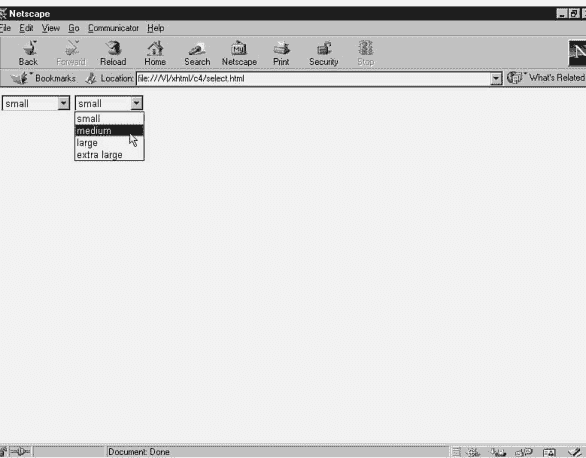 Netscape
File Edit View Go Communicator Help
Back Forward Reload Home Search Netscape Print Security Stop
Bookmarks Location: file:///V|/xhtml/c4/select.html What's Related
small small
small
medium
large
extra large
Document: Done